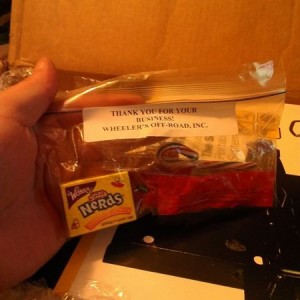 THANK YOU FOR YOUR
BUSINESS!
WHEELER'S OFF-ROAD, INC.
Wonka
NERDS